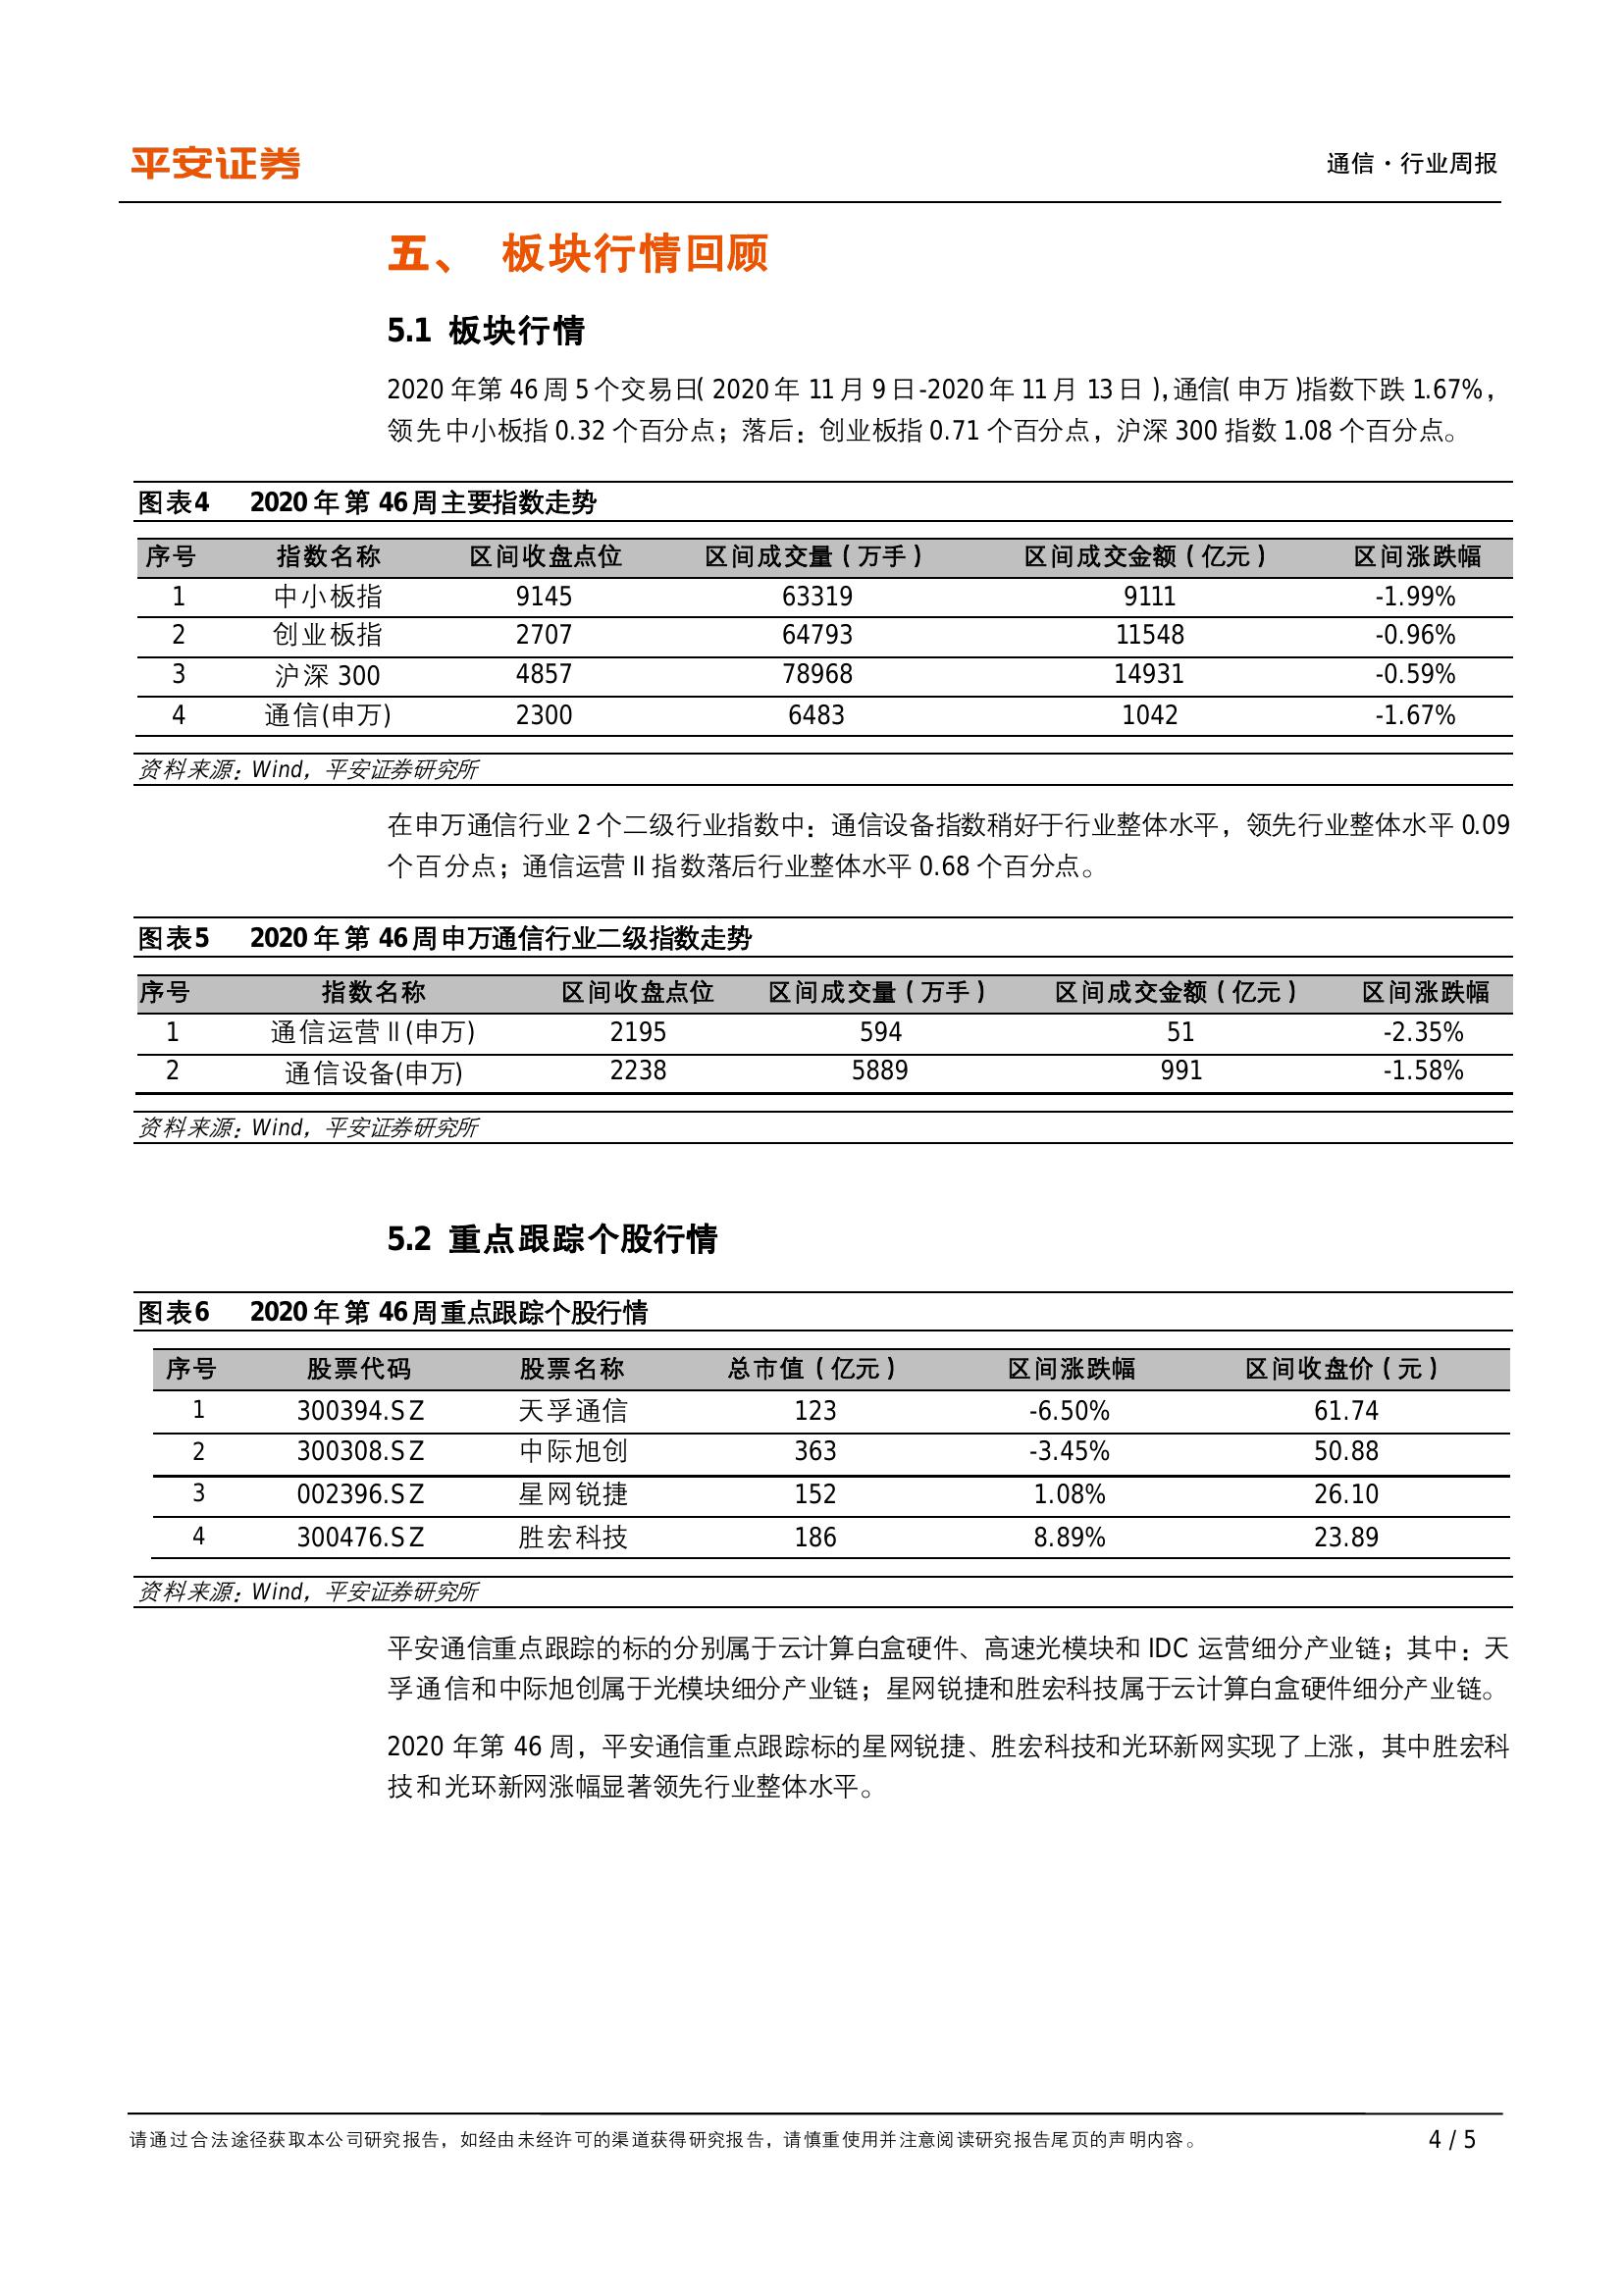 平安证券
通信·行业周报
五、 板块行情回顾
5.1 板块行情
2020 年第 46 周 5 个交易日(2020 年 11 月 9 日-2020 年 11 月 13 日),通信(申万)指数下跌 1.67%，
领先中小板指 0.32 个百分点；落后：创业板指 0.71 个百分点，沪深 300 指数 1.08 个百分点。
图表4 2020 年第 46 周主要指数走势
序号 指数名称 区间收盘点位 区间成交量(万手) 区间成交金额(亿元) 区间涨跌幅
1 中小板指 9145 63319 9111 -1.99%
2 创业板指 2707 64793 11548 -0.96%
3 沪深 300 4857 78968 14931 -0.59%
4 通信(申万) 2300 6483 1042 -1.67%
资料来源：Wind，平安证券研究所
在申万通信行业 2 个二级行业指数中：通信设备指数稍好于行业整体水平，领先行业整体水平 0.09
个百分点；通信运营 II 指数落后行业整体水平 0.68 个百分点。
图表5 2020 年第 46 周申万通信行业二级指数走势
序号 指数名称 区间收盘点位 区间成交量(万手) 区间成交金额(亿元) 区间涨跌幅
1 通信运营Ⅱ(申万) 2195 594 51 -2.35%
2 通信设备(申万) 2238 5889 991 -1.58%
资料来源：Wind，平安证券研究所
5.2 重点跟踪个股行情
图表6 2020 年第 46 周重点跟踪个股行情
序号 股票代码 股票名称 总市值(亿元) 区间涨跌幅 区间收盘价(元)
1 300394.SZ 天孚通信 123 -6.50% 61.74
2 300308.SZ 中际旭创 363 -3.45% 50.88
3 002396.SZ 星网锐捷 152 1.08% 26.10
4 300476.SZ 胜宏科技 186 8.89% 23.89
资料来源：Wind，平安证券研究所
平安通信重点跟踪的标的分别属于云计算白盒硬件、高速光模块和 IDC 运营细分产业链；其中：天
孚通信和中际旭创属于光模块细分产业链；星网锐捷和胜宏科技属于云计算白盒硬件细分产业链。
2020 年第 46 周，平安通信重点跟踪标的星网锐捷、胜宏科技和光环新网实现了上涨，其中胜宏科
技和光环新网涨幅显著领先行业整体水平。
请通过合法途径获取本公司研究报告，如经由未经许可的渠道获得研究报告，请慎重使用并注意阅读研究报告尾页的声明内容。
4 / 5